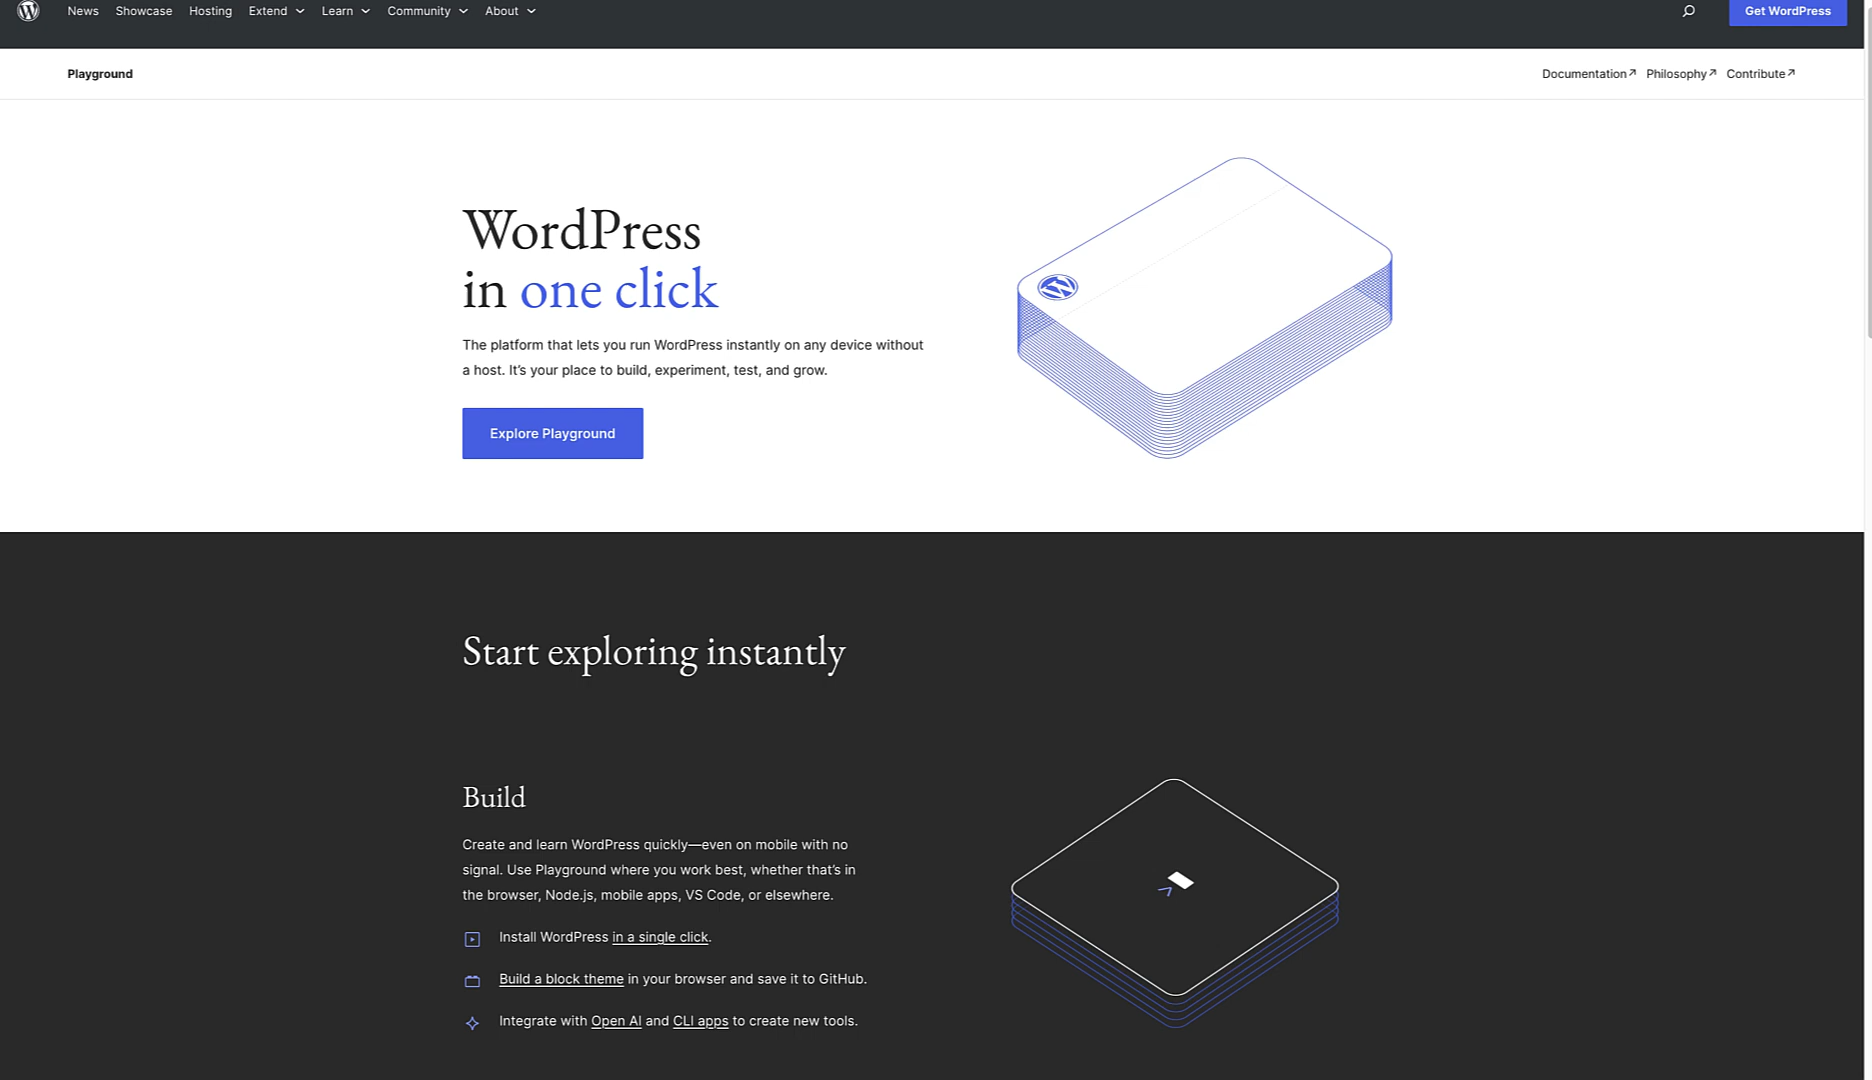 News Showcase Hosting Extend Learn Community About
Get WordPress
Playground
Documentation↗ Philosophy↗ Contribute↗
WordPress
in one click
The platform that lets you run WordPress instantly on any device without
a host. It’s your place to build, experiment, test, and grow.
Explore Playground
Start exploring instantly
Build
Create and learn WordPress quickly—even on mobile with no
signal. Use Playground where you work best, whether that’s in
the browser, Node.js, mobile apps, VS Code, or elsewhere.
Install WordPress in a single click.
Build a block theme in your browser and save it to GitHub.
Integrate with Open AI and CLI apps to create new tools.